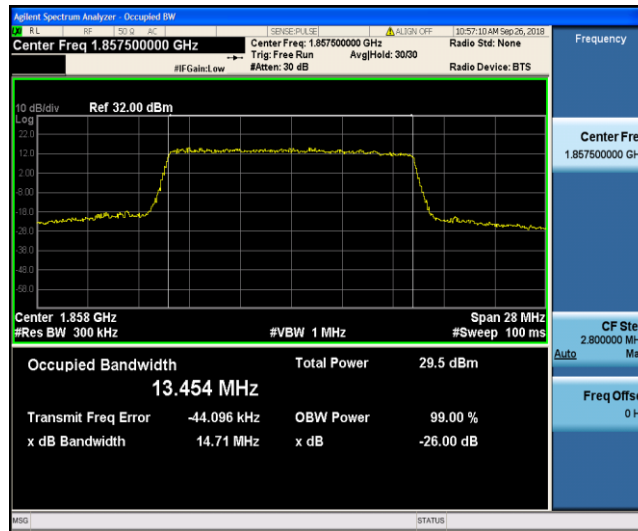 Agilent Spectrum Analyzer - Occupied BW
RL RF 50 Ω AC SENSE:PULSE ALIGN OFF 10:57:10 AM Sep 26, 2018
Center Freq 1.857500000 GHz
Center Freq: 1.857500000 GHz
Radio Std: None
Trig: Free Run Avg|Hold: 30/30
#IFGain:Low
#Atten: 30 dB
Radio Device: BTS
Frequency
10 dB/div Ref 32.00 dBm
Log
22.0
12.0
2.00
-8.00
-18.0
-28.0
-38.0
-48.0
-58.0
Center Fre
1.857500000 GH
Center 1.858 GHz Span 28 MHz
#Res BW 300 kHz #VBW 1 MHz #Sweep 100 ms
CF Ste
2.800000 MH
Auto Ma
Occupied Bandwidth Total Power 29.5 dBm
13.454 MHz
Transmit Freq Error -44.096 kHz OBW Power 99.00 %
x dB Bandwidth 14.71 MHz x dB -26.00 dB
Freq Offs
0 H
MSG STATUS